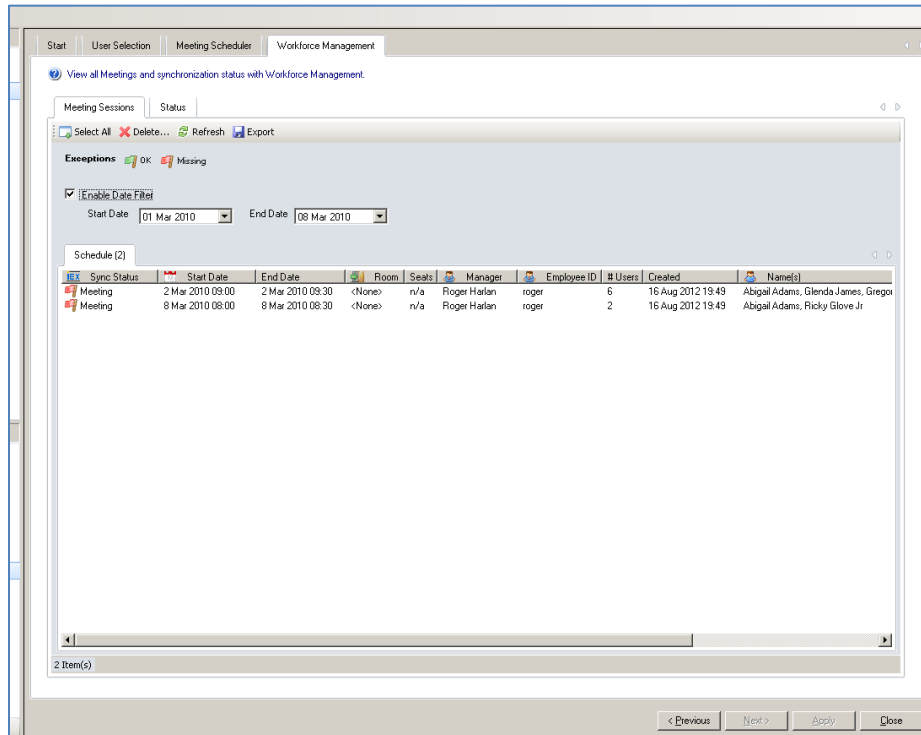 Start User Selection Meeting Scheduler Workforce Management
View all Meetings and synchronization status with Workforce Management.
Meeting Sessions Status
Select All Delete... Refresh Export
Exceptions OK Missing
Enable Date Filter
Start Date 01 Mar 2010 End Date 08 Mar 2010
Schedule (2)
IEX Sync Status Start Date End Date Room Seats Manager Employee ID # Users Created Name(s)
Meeting 2 Mar 2010 09:00 2 Mar 2010 09:30 <None> n/a Roger Harlan roger 6 16 Aug 2012 19:49 Abigail Adams, Glenda James, Gregor
Meeting 8 Mar 2010 08:00 8 Mar 2010 08:30 <None> n/a Roger Harlan roger 2 16 Aug 2012 19:49 Abigail Adams, Ricky Glove Jr
2 Item(s)
< Previous Next > Apply Close